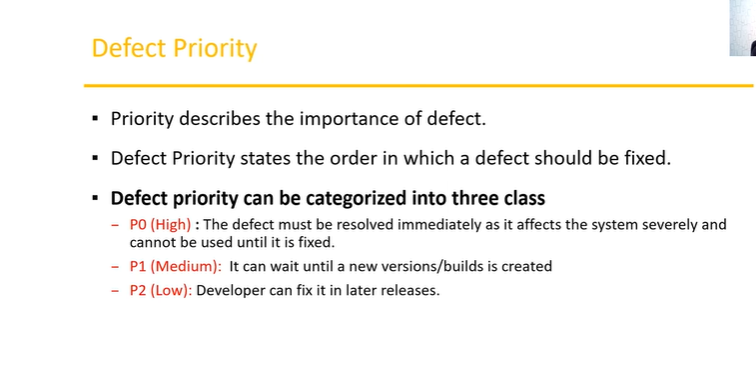 Defect Priority
▪ Priority describes the importance of defect.
▪ Defect Priority states the order in which a defect should be fixed.
▪ Defect priority can be categorized into three class
– P0 (High) : The defect must be resolved immediately as it affects the system severely and
cannot be used until it is fixed.
– P1 (Medium): It can wait until a new versions/builds is created
– P2 (Low): Developer can fix it in later releases.